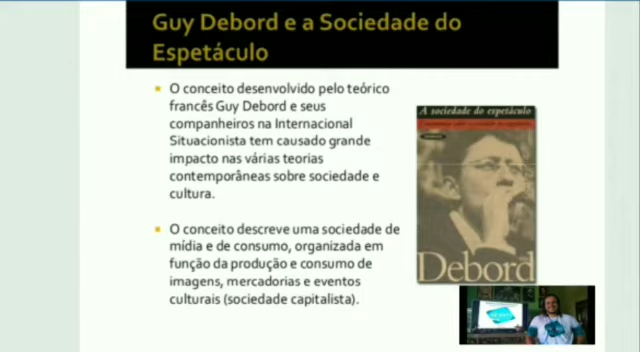 Guy Debord e a Sociedade do
Espetáculo
O conceito desenvolvido pelo teórico
francês Guy Debord e seus
companheiros na Internacional
Situacionista tem causado grande
impacto nas várias teorias
contemporâneas sobre sociedade e
cultura.
O conceito descreve uma sociedade de
mídia e de consumo, organizada em
função da produção e consumo de
imagens, mercadorias e eventos
culturais (sociedade capitalista).
A sociedade do espetáculo
Debord